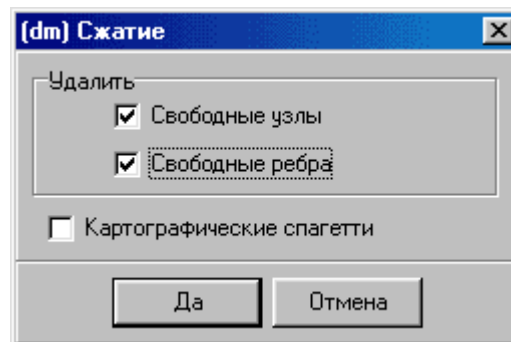 (dm) Сжатие
Удалить
Свободные узлы
Свободные ребра
Картографические спагетти
Да
Отмена